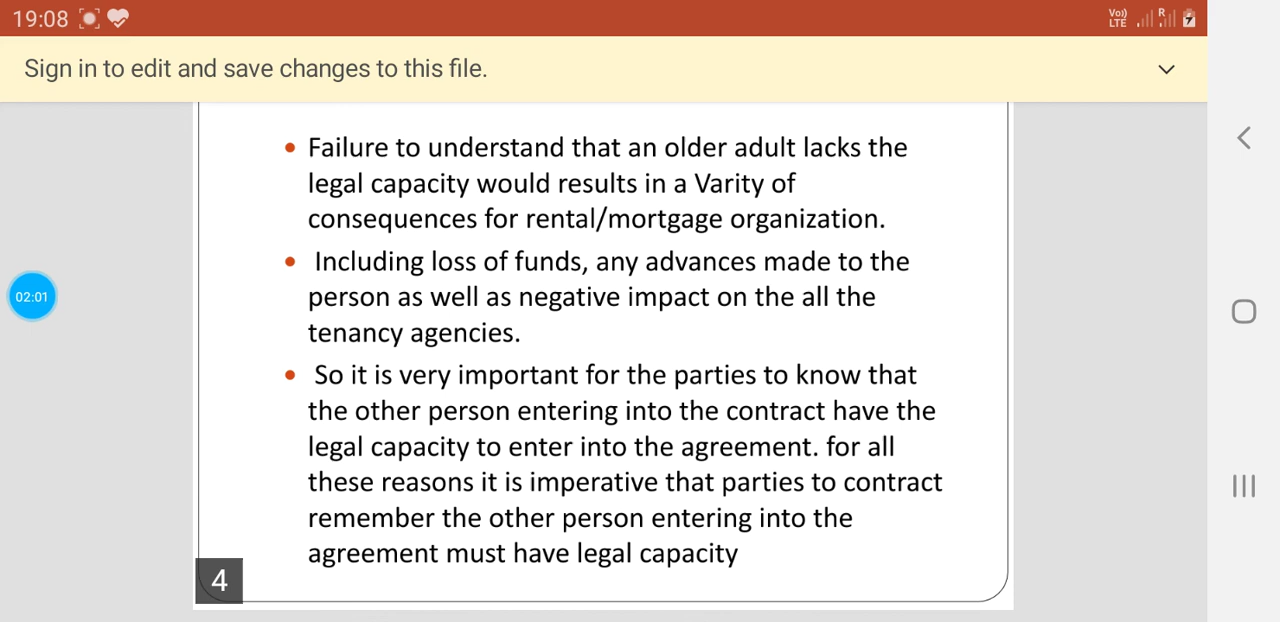 19:08
Vo)) LTE R
Sign in to edit and save changes to this file.
• Failure to understand that an older adult lacks the
legal capacity would results in a Varity of
consequences for rental/mortgage organization.
• Including loss of funds, any advances made to the
person as well as negative impact on the all the
tenancy agencies.
• So it is very important for the parties to know that
the other person entering into the contract have the
legal capacity to enter into the agreement. for all
these reasons it is imperative that parties to contract
remember the other person entering into the
agreement must have legal capacity
02:01
4